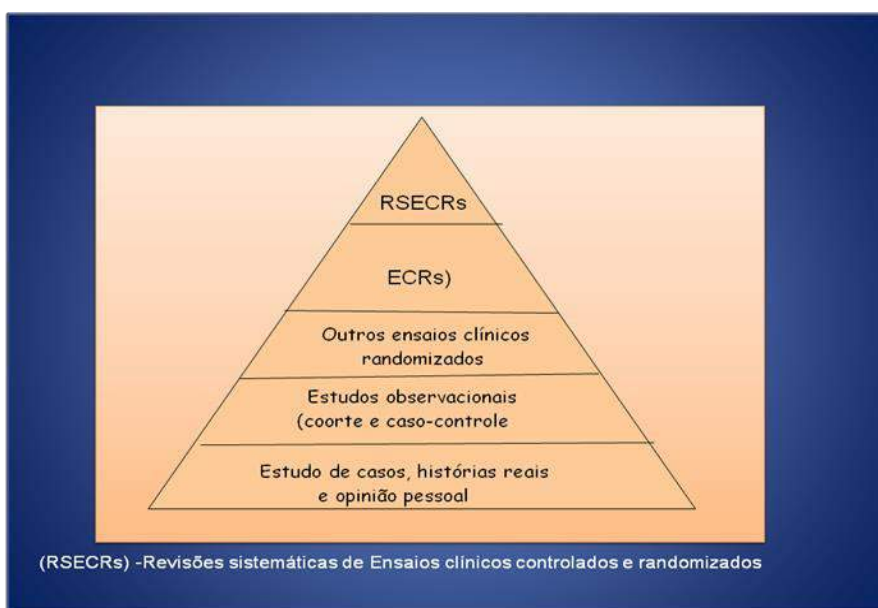 RSECRs
ECRs)
Outros ensaios clínicos
randomizados
Estudos observacionais
(coorte e caso-controle
Estudo de casos, histórias reais
e opinião pessoal
(RSECRs) -Revisões sistemáticas de Ensaios clínicos controlados e randomizados